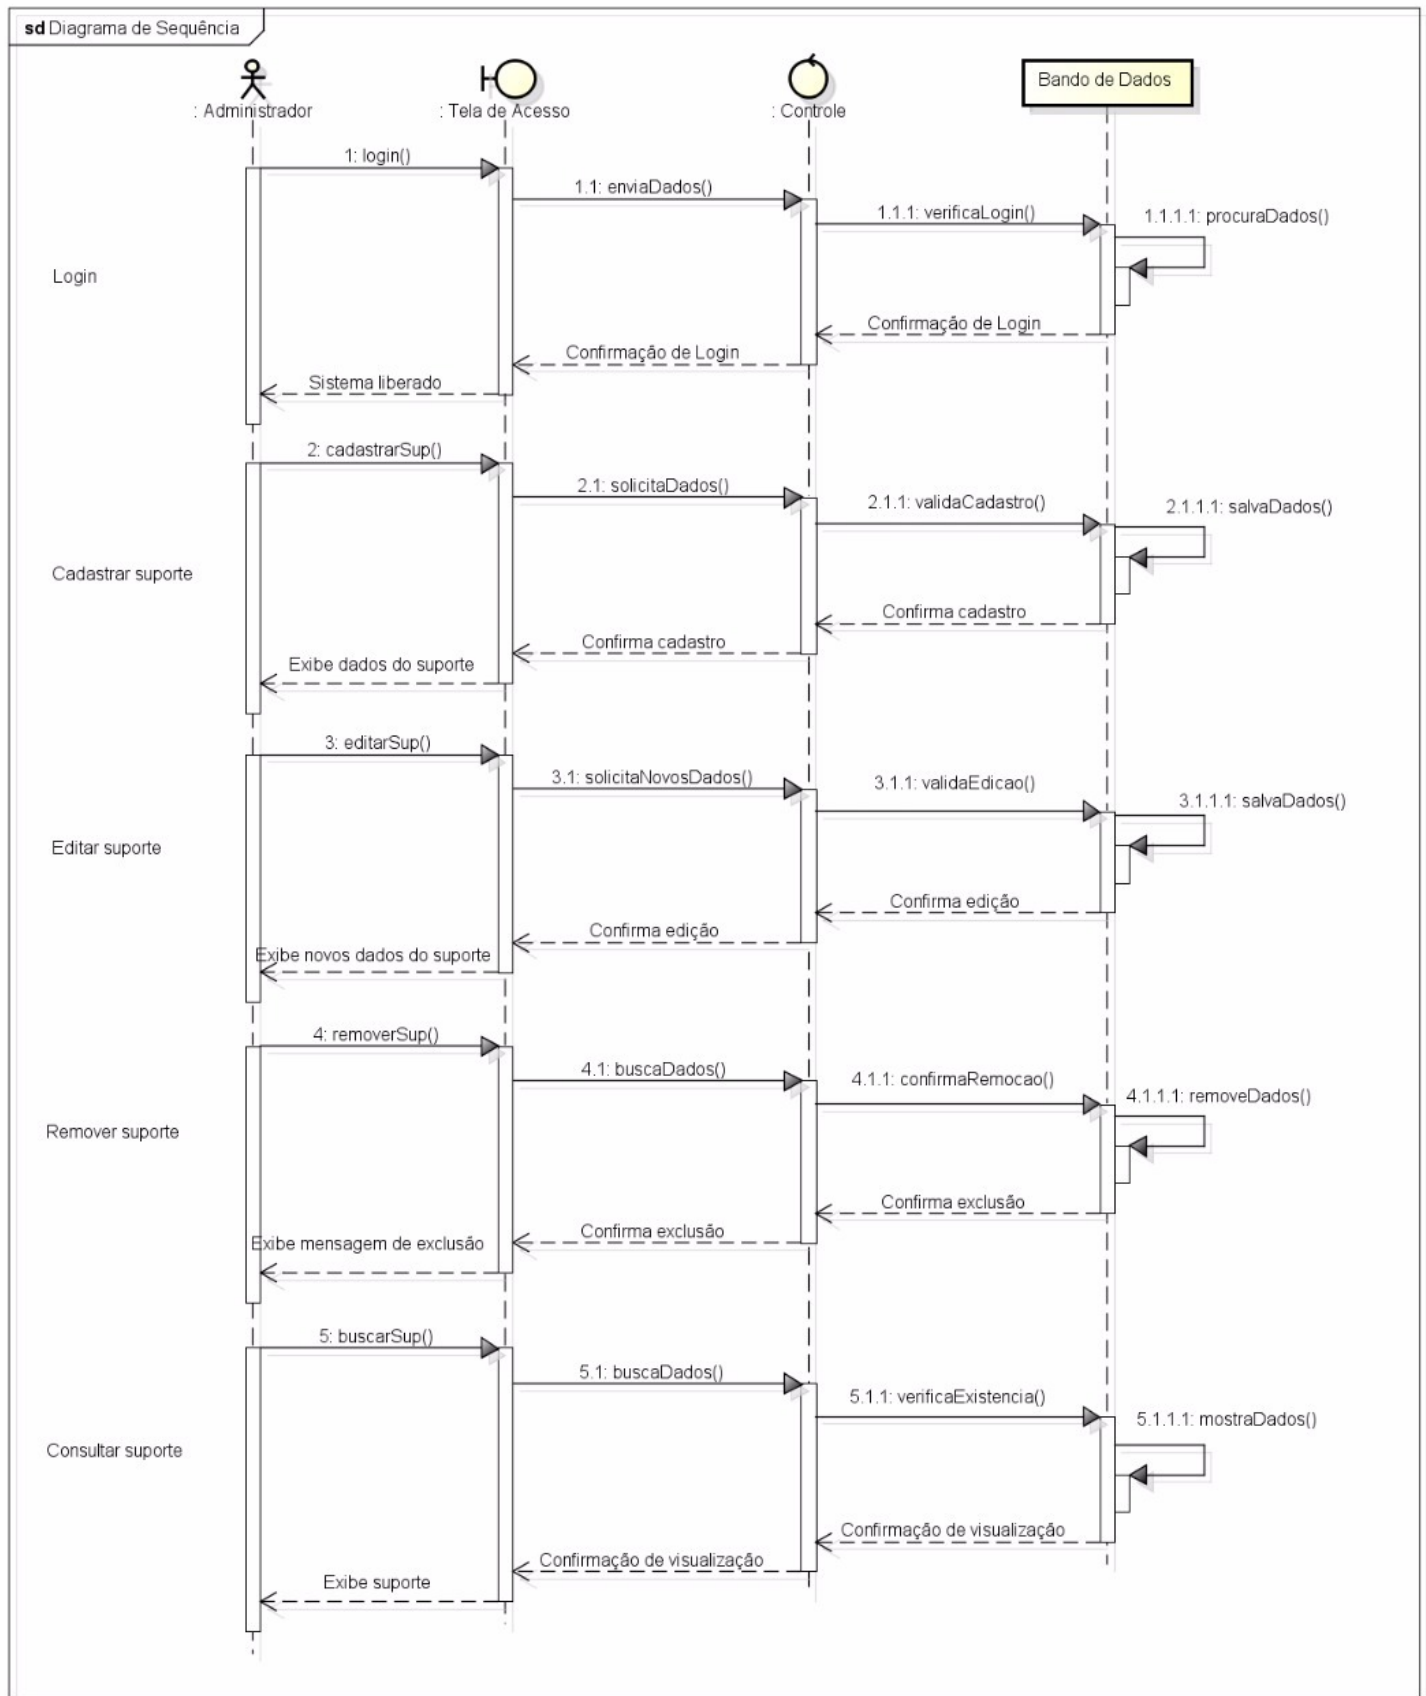 sd Diagrama de Sequência
: Administrador
: Tela de Acesso
: Controle
Bando de Dados
1: login()
1.1: enviaDados()
1.1.1: verificaLogin()
1.1.1.1: procuraDados()
Login
Confirmação de Login
Confirmação de Login
Sistema liberado
2: cadastrarSup()
2.1: solicitaDados()
2.1.1: validaCadastro()
2.1.1.1: salvaDados()
Cadastrar suporte
Confirma cadastro
Confirma cadastro
Exibe dados do suporte
3: editarSup()
3.1: solicitaNovosDados()
3.1.1: validaEdicao()
3.1.1.1: salvaDados()
Editar suporte
Confirma edição
Confirma edição
Exibe novos dados do suporte
4: removerSup()
4.1: buscaDados()
4.1.1: confirmaRemocao()
4.1.1.1: removeDados()
Remover suporte
Confirma exclusão
Confirma exclusão
Exibe mensagem de exclusão
5: buscarSup()
5.1: buscaDados()
5.1.1: verificaExistencia()
5.1.1.1: mostraDados()
Consultar suporte
Confirmação de visualização
Confirmação de visualização
Exibe suporte